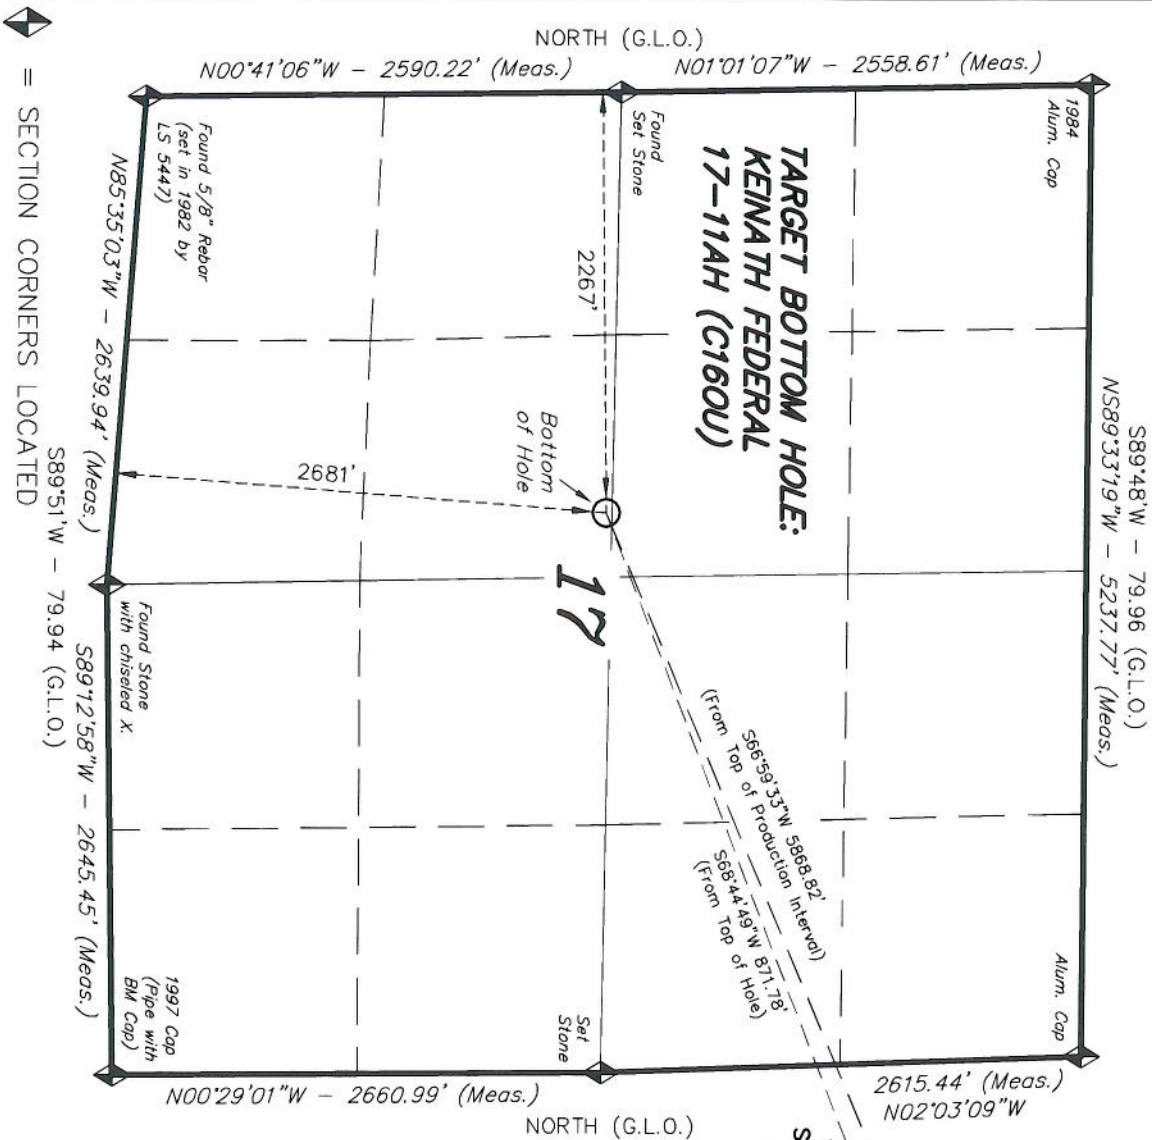 S89°48'W – 79.96 (G.L.O.)
NS89°33'19"W – 5237.77' (Meas.)
1984
Alum. Cap
Alum. Cap
NORTH (G.L.O.)
N01°01'07"W – 2558.61' (Meas.)
N00°41'06"W – 2590.22' (Meas.)
TARGET BOTTOM HOLE:
KEINATH FEDERAL
17-11AH (C16OU)
Found
Set Stone
2267'
Bottom
of Hole
2681'
17
S66°59'33"W 5868.82'
(From Top of Production Interval)
S68°44'49"W 871.78'
(From Top of Hole)
Set
Stone
2615.44' (Meas.)
N02°03'09"W
NORTH (G.L.O.)
N00°29'01"W – 2660.99' (Meas.)
S
Found 5/8" Rebar
(set in 1982 by
LS 5447)
Found Stone
with chiseled X.
1997 Cap
(Pipe with
BM Cap)
N85°35'03"W – 2639.94' (Meas.)
S89°12'58"W – 2645.45' (Meas.)
S89°51'W – 79.94 (G.L.O.)
= SECTION CORNERS LOCATED